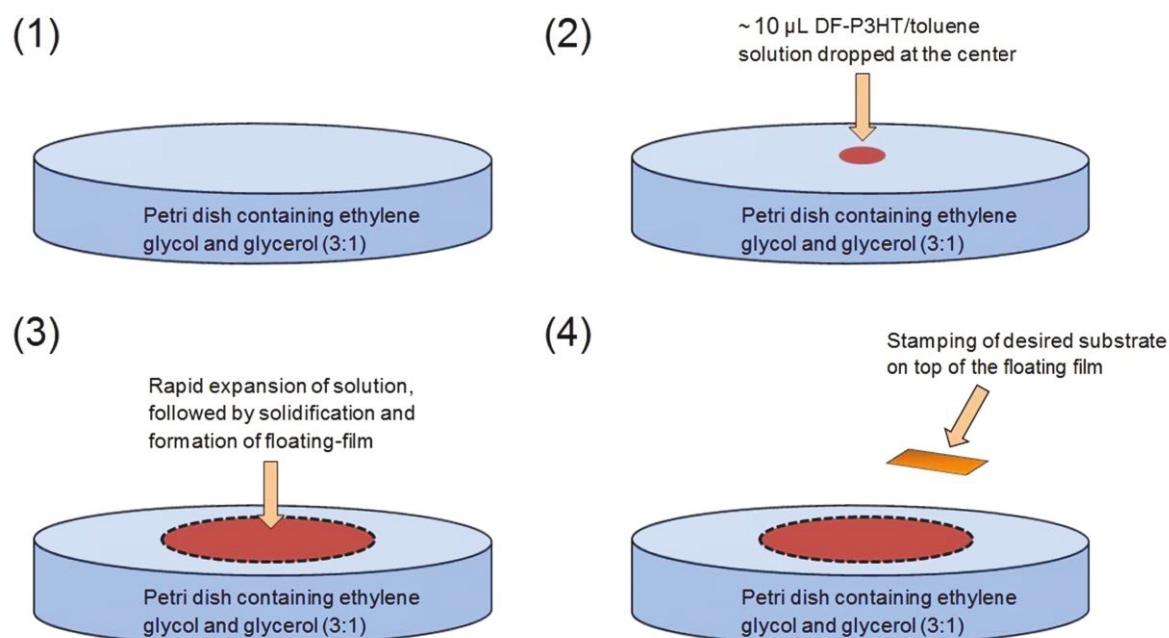 (1)
Petri dish containing ethylene
glycol and glycerol (3:1)
(2)
~ 10 µL DF-P3HT/toluene
solution dropped at the center
Petri dish containing ethylene
glycol and glycerol (3:1)
(3)
Rapid expansion of solution,
followed by solidification and
formation of floating-film
Petri dish containing ethylene
glycol and glycerol (3:1)
(4)
Stamping of desired substrate
on top of the floating film
Petri dish containing ethylene
glycol and glycerol (3:1)